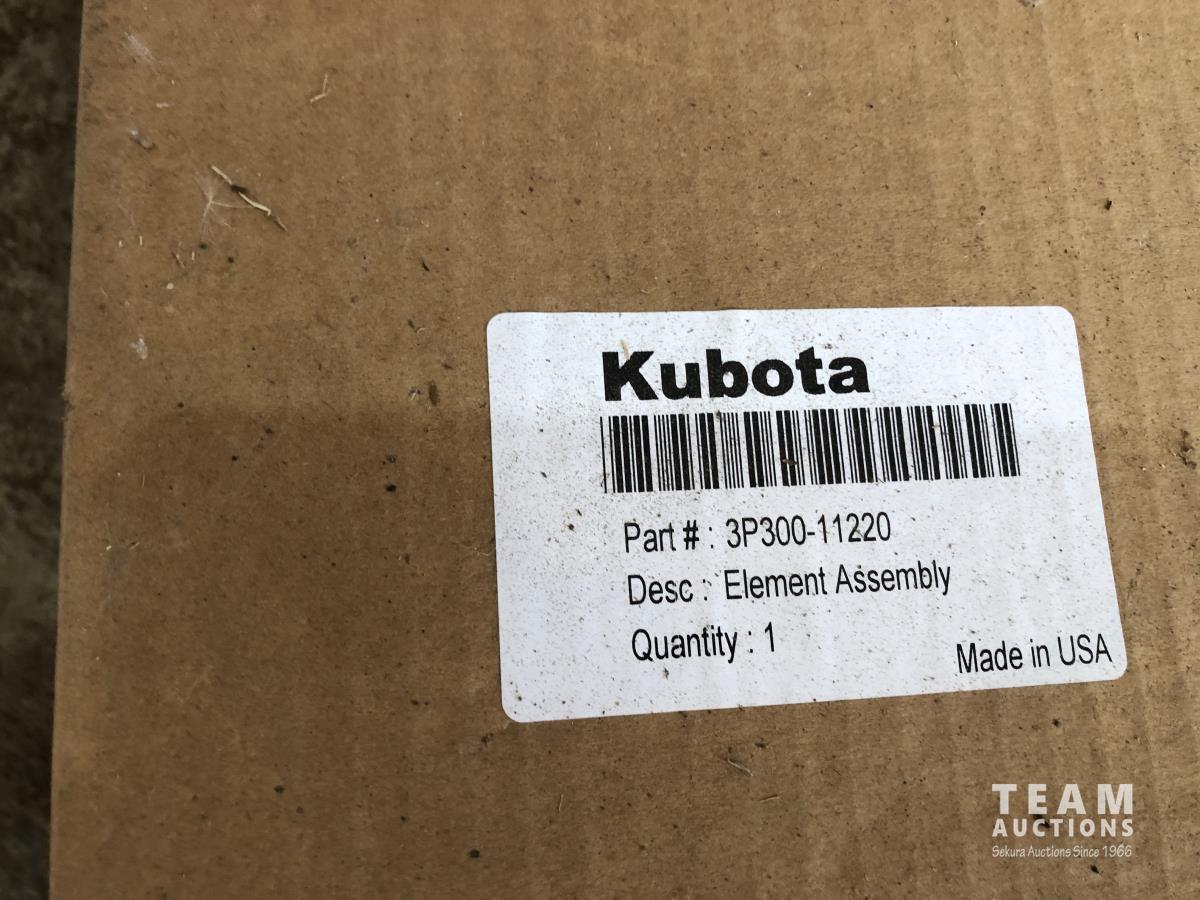 Kubota
Part # : 3P300-11220
Desc : Element Assembly
Quantity : 1
Made in USA
TEAM
AUCTIONS
Sekura Auctions Since 1966